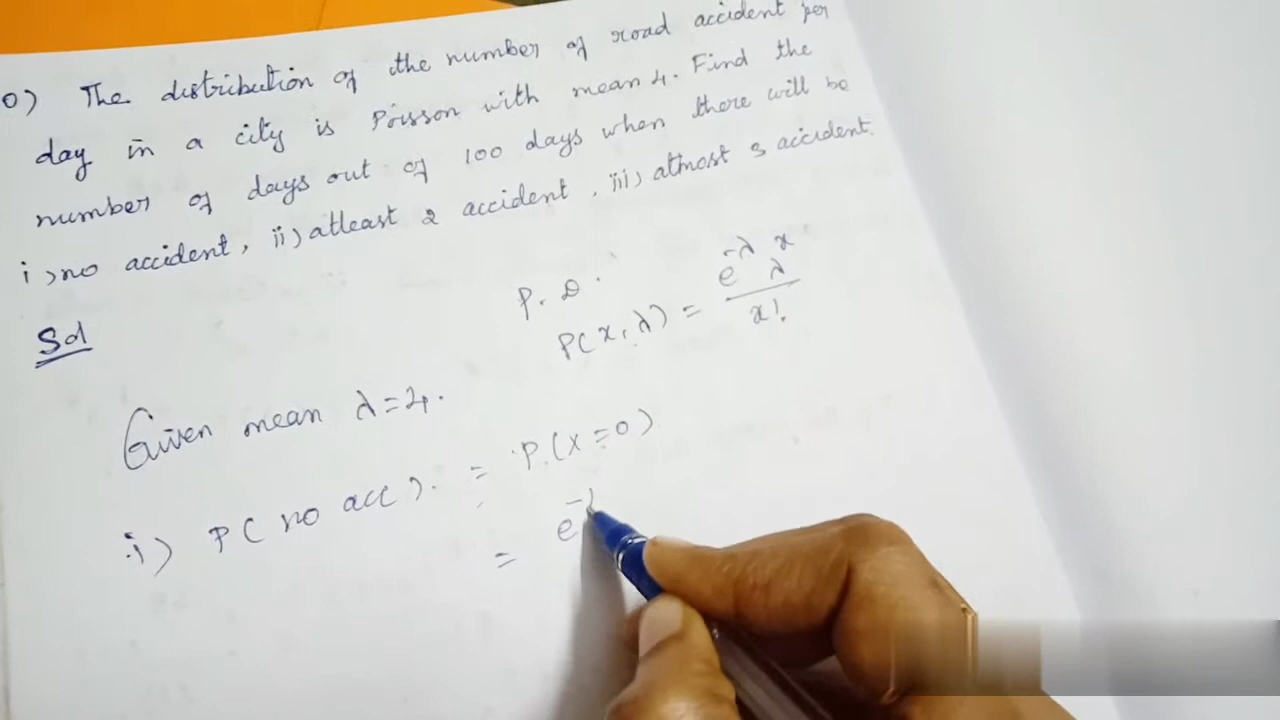 0) The distribution of the number of road accident per
day in a city is Poisson with mean 4. Find the
number of days out of 100 days when there will be
i) no accident, ii) atleast 2 accident, iii) atmost 3 accident.
Sol
P.D.
P(x, λ) = e^-λ λ^x / x!
Given mean λ = 4.
i) P( no acc ). = P(x = 0)
= e^-λ